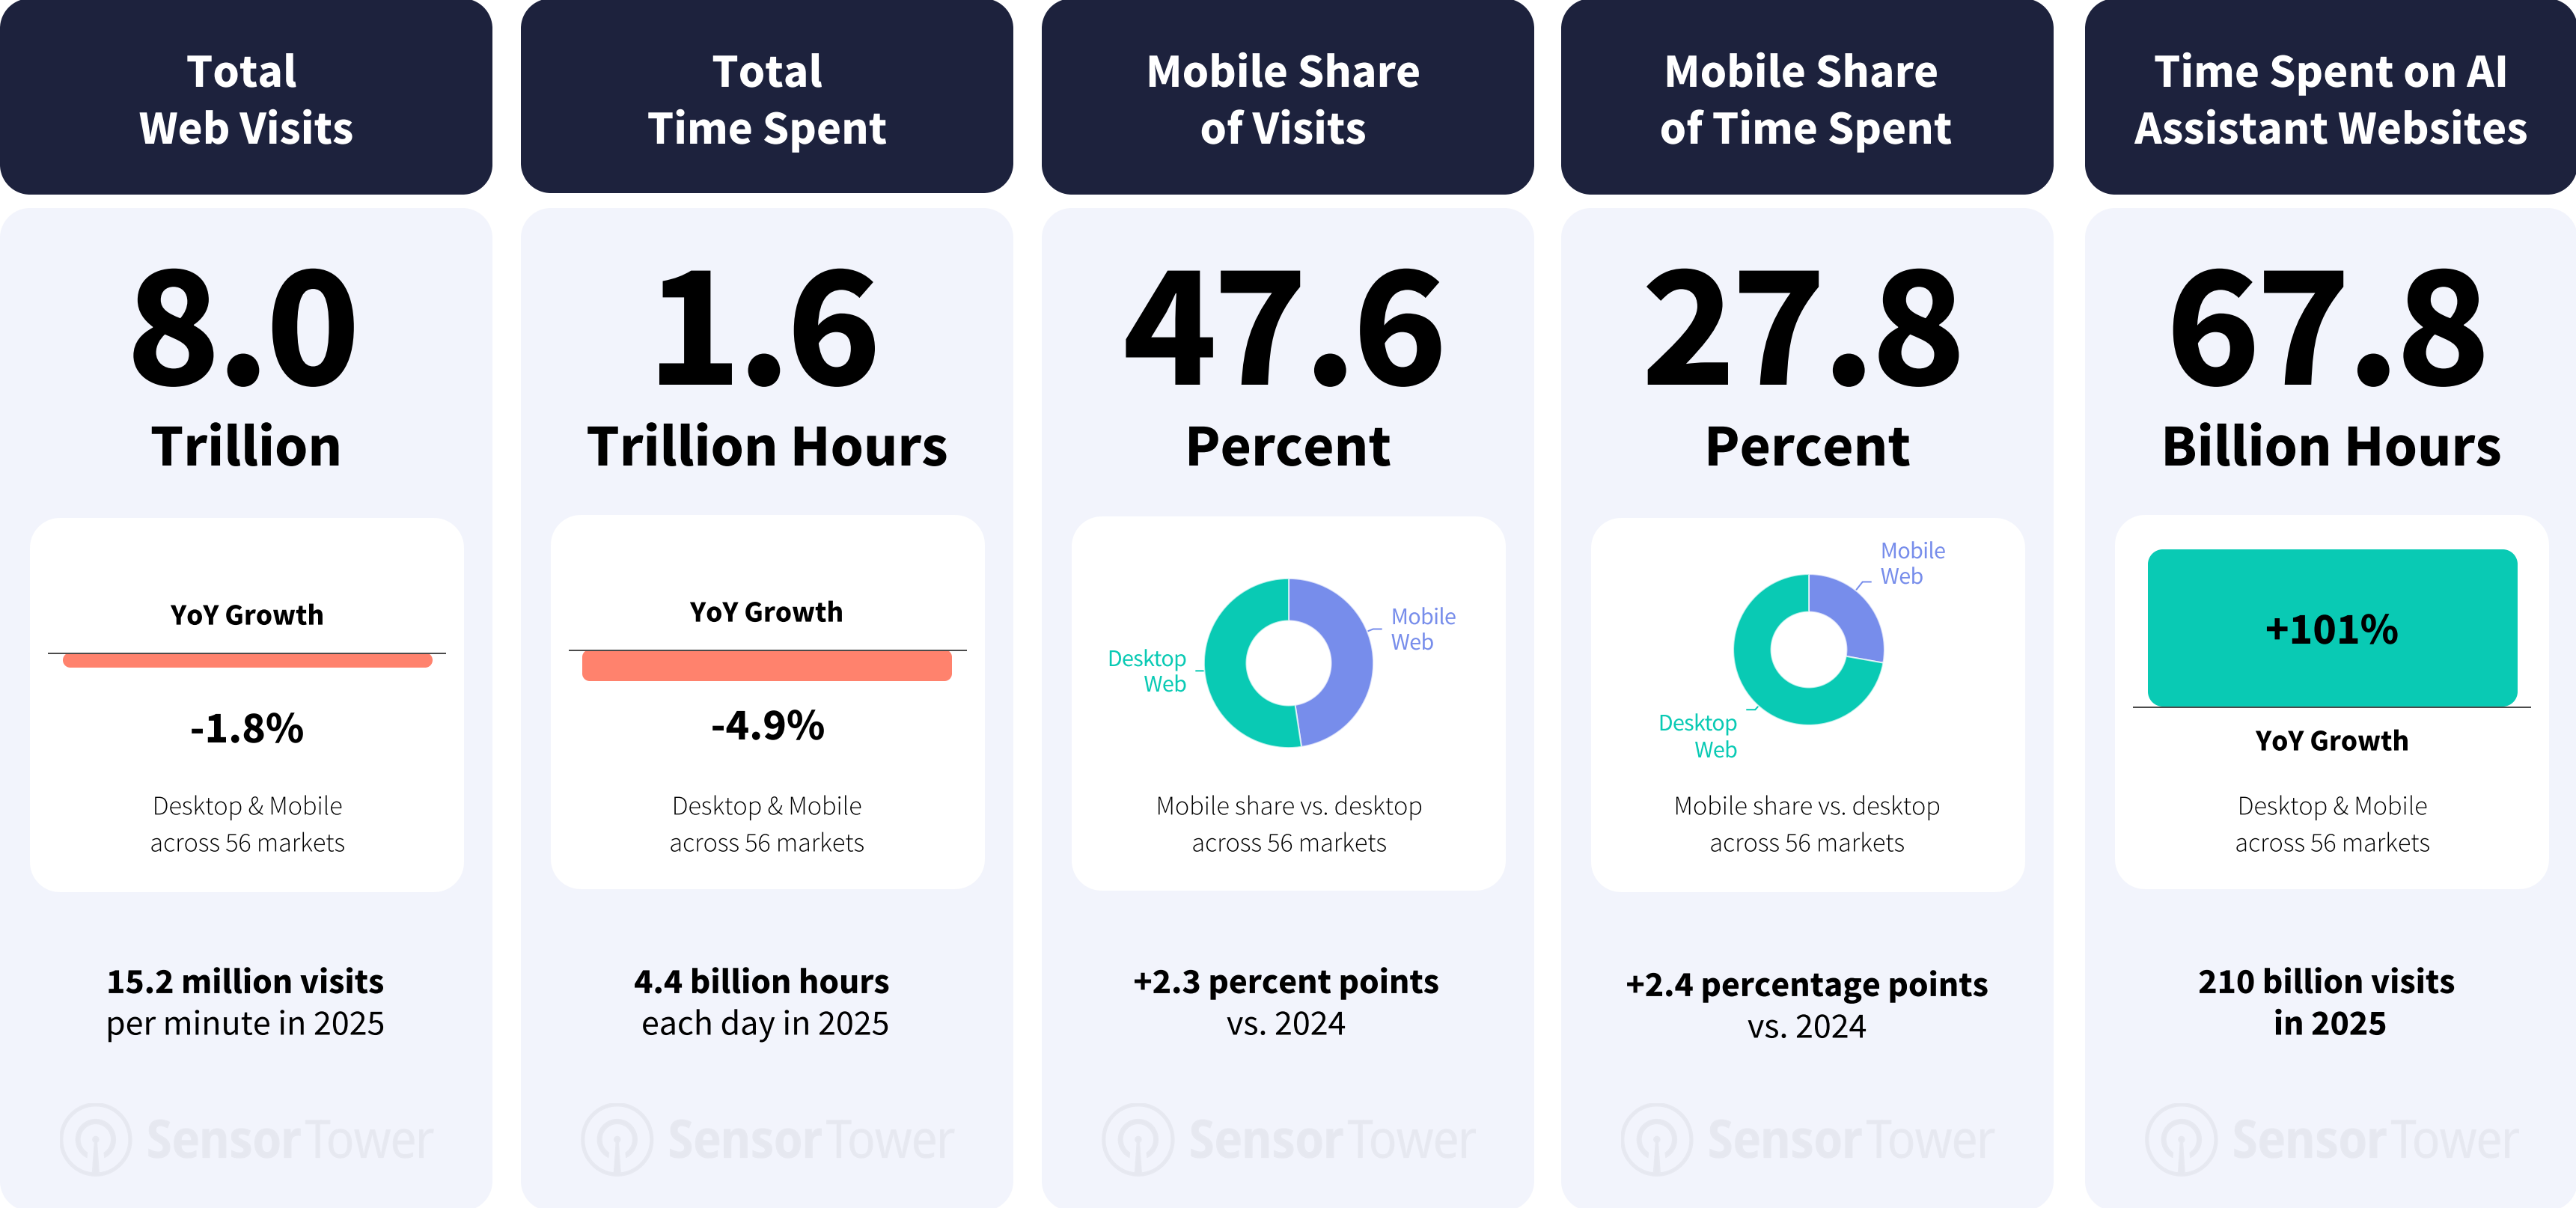 Total
Web Visits
8.0
Trillion
YoY Growth
-1.8%
Desktop & Mobile
across 56 markets
15.2 million visits
per minute in 2025
SensorTower
Total
Time Spent
1.6
Trillion Hours
YoY Growth
-4.9%
Desktop & Mobile
across 56 markets
4.4 billion hours
each day in 2025
SensorTower
Mobile Share
of Visits
47.6
Percent
Mobile
Web
Desktop
Web
Mobile share vs. desktop
across 56 markets
+2.3 percent points
vs. 2024
SensorTower
Mobile Share
of Time Spent
27.8
Percent
Mobile
Web
Desktop
Web
Mobile share vs. desktop
across 56 markets
+2.4 percentage points
vs. 2024
SensorTower
Time Spent on AI
Assistant Websites
67.8
Billion Hours
+101%
YoY Growth
Desktop & Mobile
across 56 markets
210 billion visits
in 2025
SensorTower